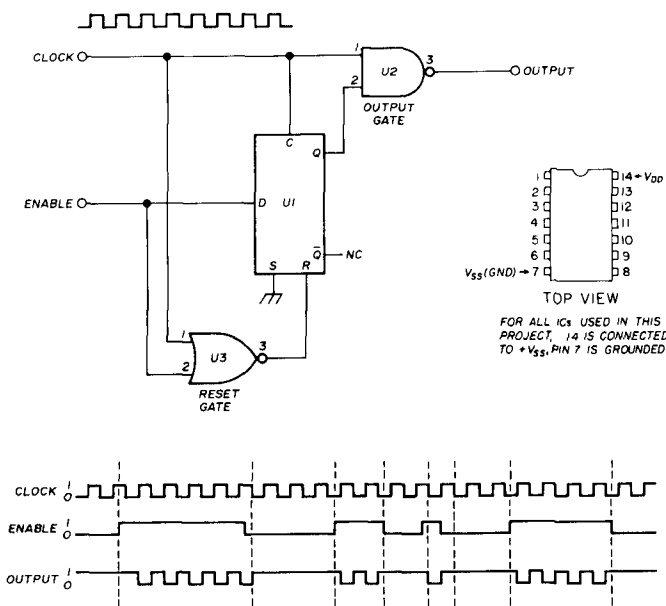 CLOCK
1
U2
3
OUTPUT
2
OUTPUT
GATE
C
Q
ENABLE
D
U1
Q̅
NC
S
R
1
U3
3
2
RESET
GATE
1
14
VDD
2
13
3
12
4
11
5
10
6
9
VSS(GND)
7
8
TOP VIEW
FOR ALL ICs USED IN THIS
PROJECT, 14 IS CONNECTED
TO +VSS, PIN 7 IS GROUNDED
CLOCK 1
0
ENABLE 1
0
OUTPUT 1
0